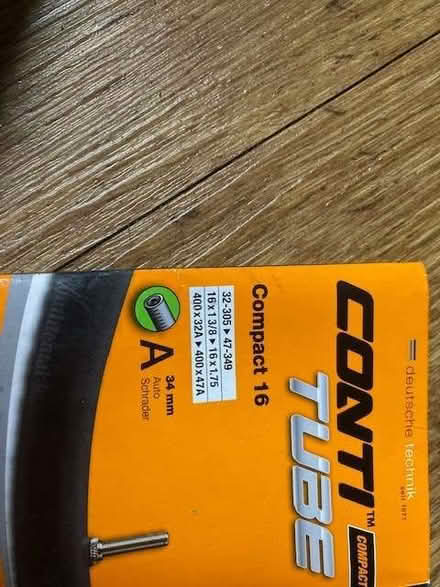 deutsche technik
seit 1871
CONTI™
TUBE
COMPACT
Compact 16
32-305 ▸ 47-349
16 x 1 3/8 ▸ 16 x 1.75
400 x 32A ▸ 400 x 47A
A
34 mm
Auto
Schrader